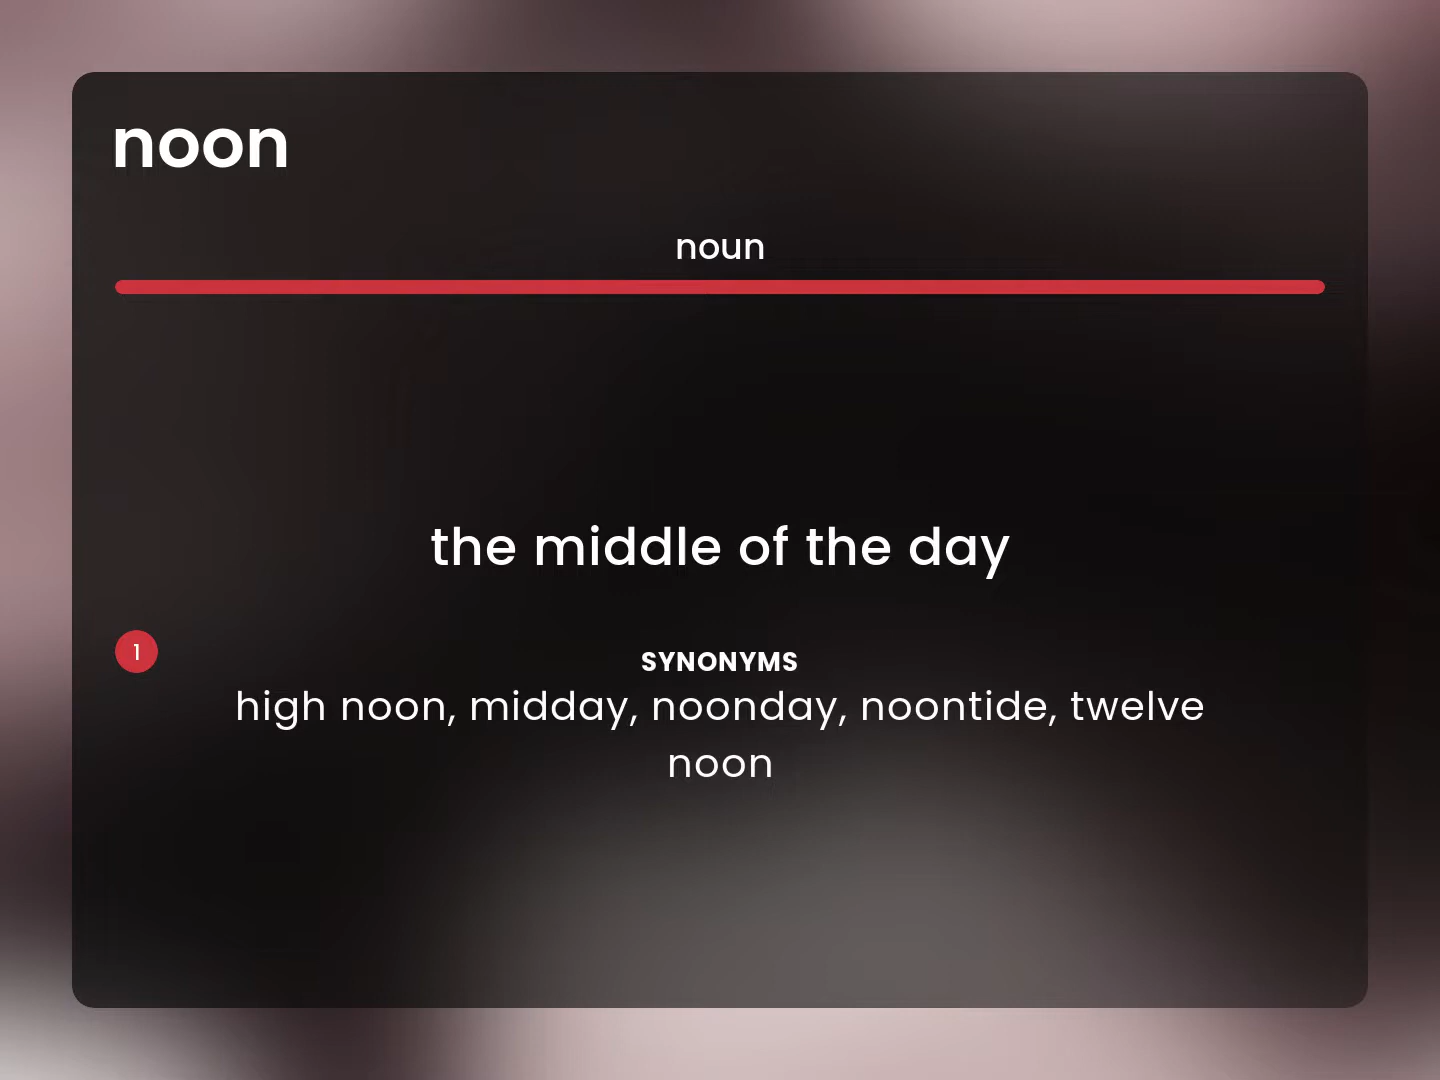 noon
noun
the middle of the day
1
SYNONYMS
high noon, midday, noonday, noontide, twelve
noon